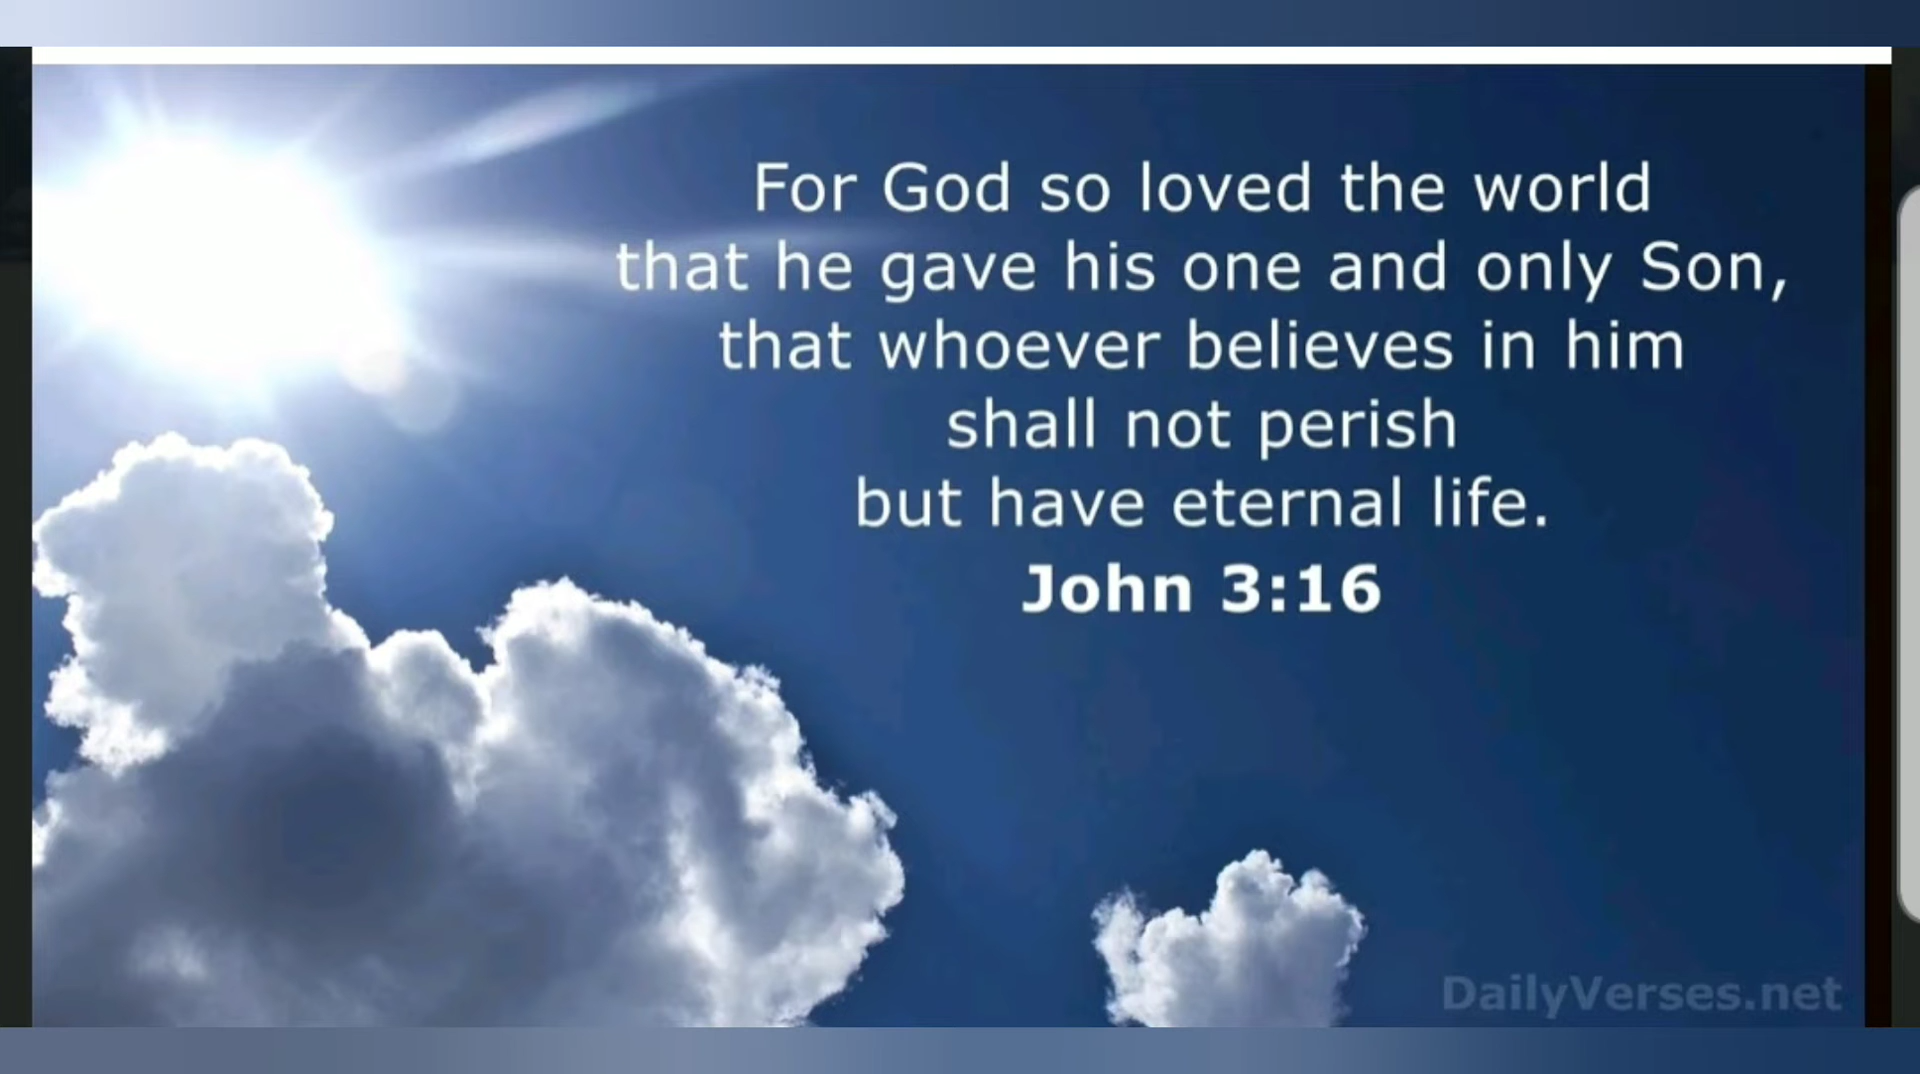 For God so loved the world
that he gave his one and only Son,
that whoever believes in him
shall not perish
but have eternal life.
John 3:16
DailyVerses.net